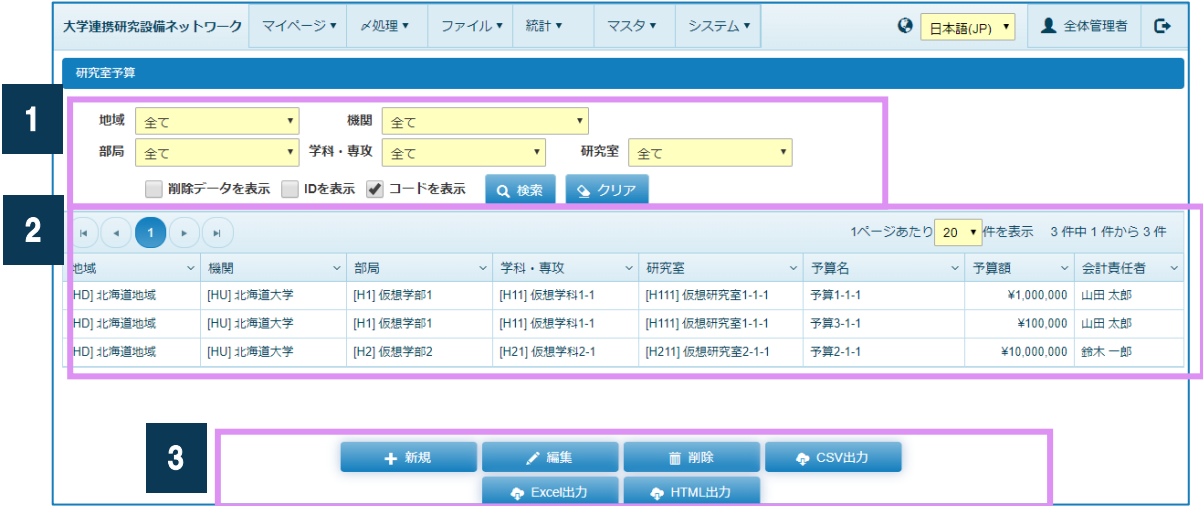 大学連携研究設備ネットワーク マイページ▼ 〆処理▼ ファイル▼ 統計▼ マスタ▼ システム▼ 日本語(JP) ▼ 全体管理者
研究室予算
1
地域 全て ▼ 機関 全て ▼
部局 全て ▼ 学科・専攻 全て ▼ 研究室 全て ▼
削除データを表示 IDを表示 コードを表示 検索 クリア
2
1 1ページあたり 20 ▼ 件を表示 3 件中 1 件から 3 件
地域 機関 部局 学科・専攻 研究室 予算名 予算額 会計責任者
HD] 北海道地域 [HU] 北海道大学 [H1] 仮想学部1 [H11] 仮想学科1-1 [H111] 仮想研究室1-1-1 予算1-1-1 ¥1,000,000 山田 太郎
HD] 北海道地域 [HU] 北海道大学 [H1] 仮想学部1 [H11] 仮想学科1-1 [H111] 仮想研究室1-1-1 予算3-1-1 ¥100,000 山田 太郎
HD] 北海道地域 [HU] 北海道大学 [H2] 仮想学部2 [H21] 仮想学科2-1 [H211] 仮想研究室2-1-1 予算2-1-1 ¥10,000,000 鈴木 一郎
3
新規 編集 削除 CSV出力
Excel出力 HTML出力